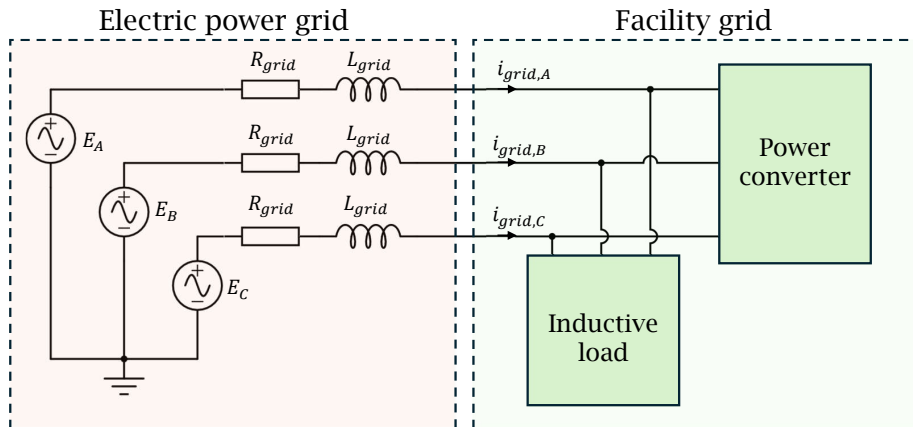 Electric power grid
Facility grid
R_grid
L_grid
i_grid,A
E_A
+
−
R_grid
L_grid
i_grid,B
E_B
+
−
R_grid
L_grid
i_grid,C
E_C
+
−
Power
converter
Inductive
load